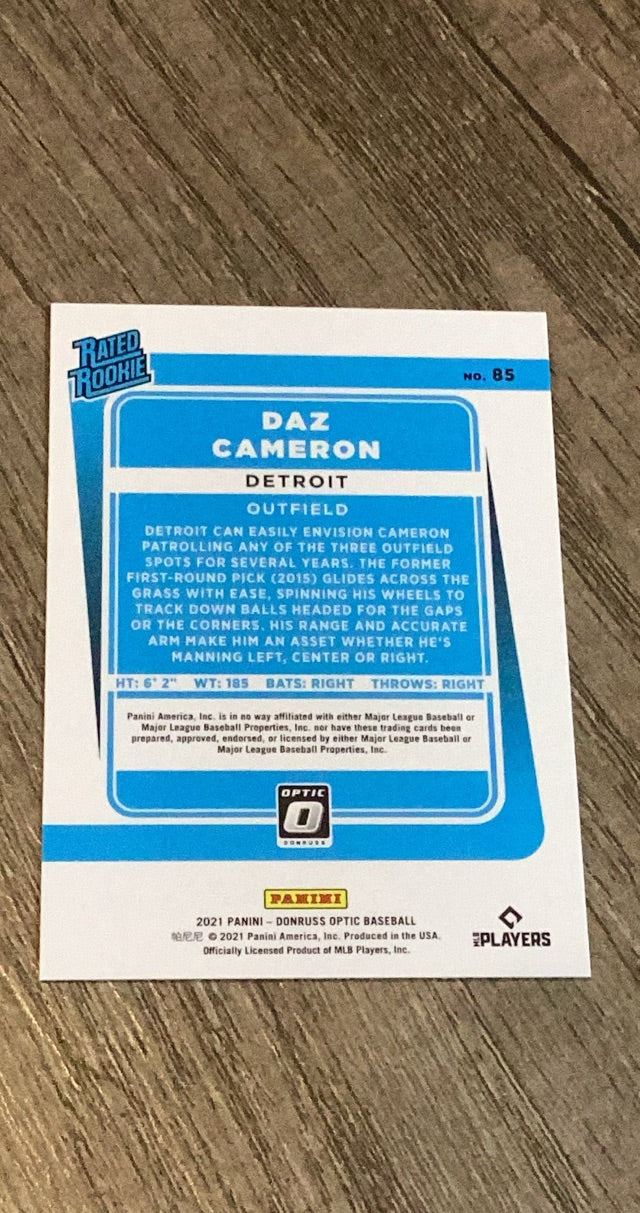 RATED
ROOKIE
NO. 85
DAZ
CAMERON
DETROIT
OUTFIELD
DETROIT CAN EASILY ENVISION CAMERON
PATROLLING ANY OF THE THREE OUTFIELD
SPOTS FOR SEVERAL YEARS. THE FORMER
FIRST-ROUND PICK (2015) GLIDES ACROSS THE
GRASS WITH EASE, SPINNING HIS WHEELS TO
TRACK DOWN BALLS HEADED FOR THE GAPS
OR THE CORNERS. HIS RANGE AND ACCURATE
ARM MAKE HIM AN ASSET WHETHER HE'S
MANNING LEFT, CENTER OR RIGHT.
HT: 6' 2" WT: 185 BATS: RIGHT THROWS: RIGHT
Panini America, Inc. is in no way affiliated with either Major League Baseball or
Major League Baseball Properties, Inc. nor have these trading cards been
prepared, approved, endorsed, or licensed by either Major League Baseball or
Major League Baseball Properties, Inc.
OPTIC
O
DONRUSS
PANINI
2021 PANINI – DONRUSS OPTIC BASEBALL
帕尼尼 © 2021 Panini America, Inc. Produced in the USA.
Officially Licensed Product of MLB Players, Inc.
MLB PLAYERS